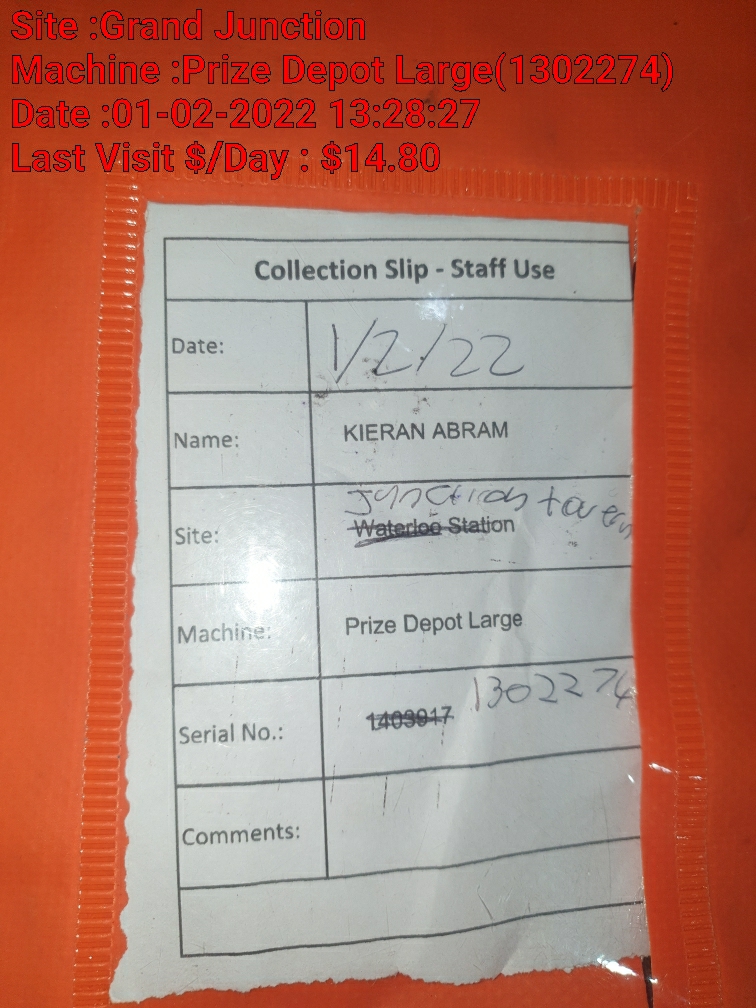 Site :Grand Junction
Machine :Prize Depot Large(1302274)
Date :01-02-2022 13:28:27
Last Visit $/Day : $14.80
Collection Slip - Staff Use
Date: 1/2/22
Name: KIERAN ABRAM
Junction tavern
Site: Waterloo Station
Machine: Prize Depot Large
Serial No.: 1403917 1302274
Comments: